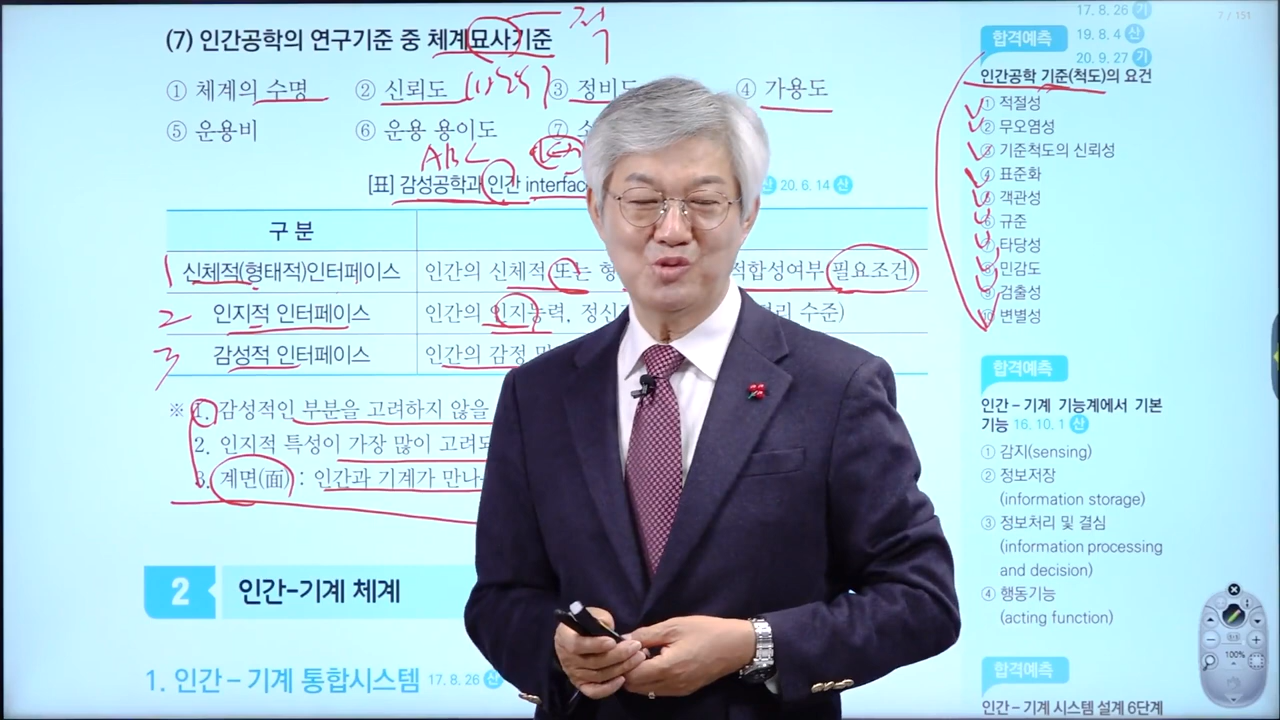 (7) 인간공학의 연구기준 중 체계묘사기준
적
① 체계의 수명 ② 신뢰도 ③ 정비도 ④ 가용도
⑤ 운용비 ⑥ 운용 용이도 ⑦
ABC
[표] 감성공학과 인간 interface 20. 6. 14 산
구 분
1 신체적(형태적)인터페이스 인간의 신체적 또는 적합성여부 필요조건)
2 인지적 인터페이스 인간의 인지능력, 수준)
3 감성적 인터페이스 인간의 감정
※ 1. 감성적인 부분을 고려하지 않을
2. 인지적 특성이 가장 많이
3. 계면(面) : 인간과 기계가
2 인간-기계 체계
1. 인간 – 기계 통합시스템 17. 8. 26 산
7 / 151
17. 8. 26 기
합격예측 19. 8. 4 산
20. 9. 27 기
인간공학 기준(척도)의 요건
① 적절성
② 무오염성
③ 기준척도의 신뢰성
④ 표준화
⑤ 객관성
⑥ 규준
⑦ 타당성
⑧ 민감도
⑨ 검출성
⑩ 변별성
합격예측
인간 – 기계 기능계에서 기본
기능 16. 10. 1 산
① 감지(sensing)
② 정보저장
(information storage)
③ 정보처리 및 결심
(information processing
and decision)
④ 행동기능
(acting function)
합격예측
인간 – 기계 시스템 설계 6단계
100%